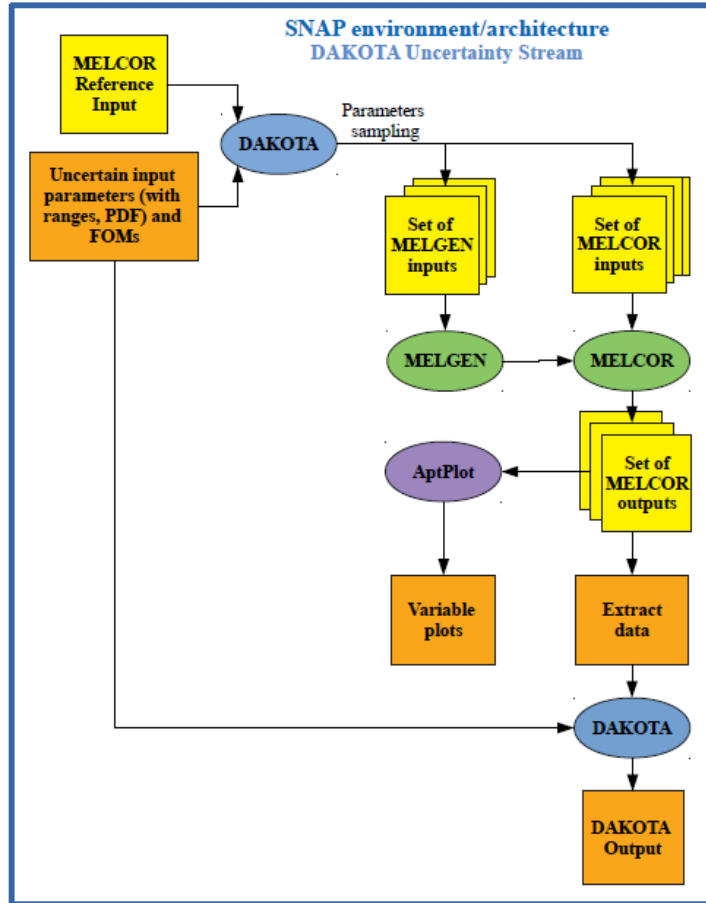 SNAP environment/architecture
DAKOTA Uncertainty Stream
MELCOR
Reference
Input
DAKOTA
Parameters
sampling
Uncertain input
parameters (with
ranges, PDF) and
FOMs
Set of
MELGEN
inputs
Set of
MELCOR
inputs
MELGEN
MELCOR
AptPlot
Set of
MELCOR
outputs
Variable
plots
Extract
data
DAKOTA
DAKOTA
Output